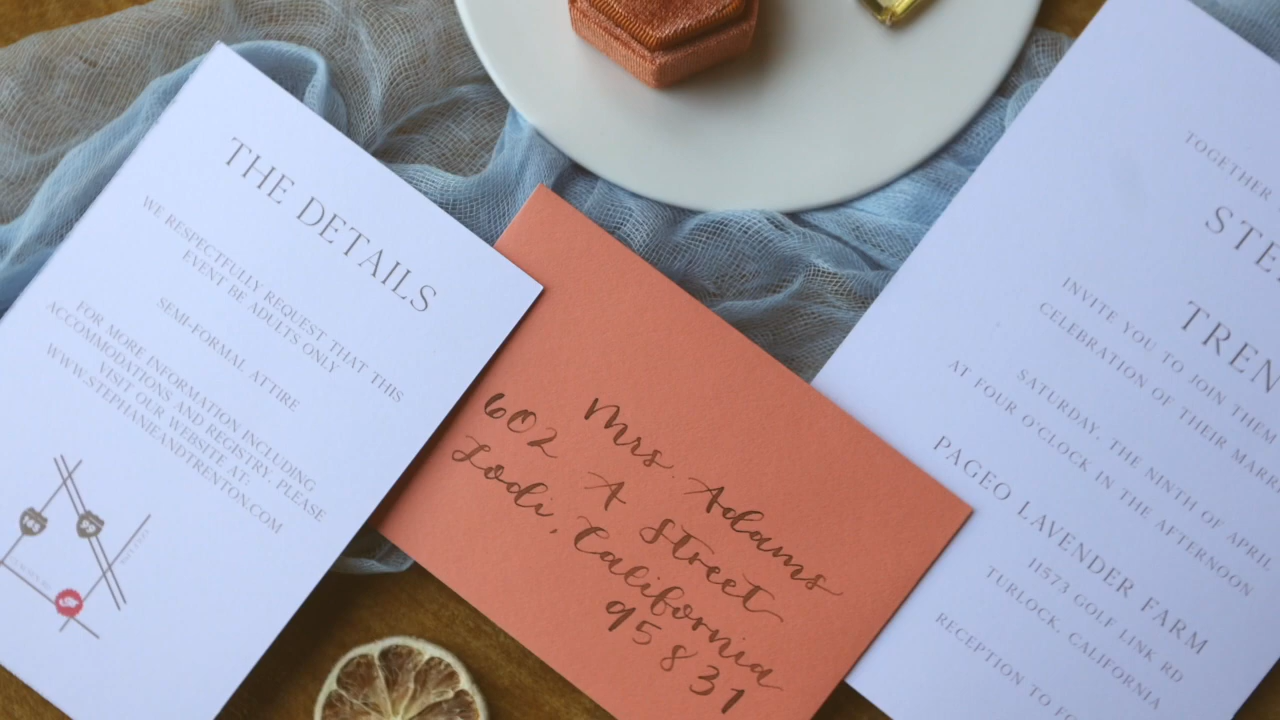 THE DETAILS
WE RESPECTFULLY REQUEST THAT THIS
EVENT BE ADULTS ONLY
SEMI-FORMAL ATTIRE
FOR MORE INFORMATION INCLUDING
ACCOMMODATIONS AND REGISTRY, PLEASE
VISIT OUR WEBSITE AT:
WWW.STEPHANIEANDTRENTON.COM
99
Mrs. Adams
602 A Street
Lodi, California
95831
TOGETHER
STE
TREN
INVITE YOU TO JOIN THEM
CELEBRATION OF THEIR MARR
SATURDAY, THE NINTH OF APRIL
AT FOUR O'CLOCK IN THE AFTERNOON
PAGEO LAVENDER FARM
11573 GOLF LINK RD
TURLOCK, CALIFORNIA
RECEPTION TO FO